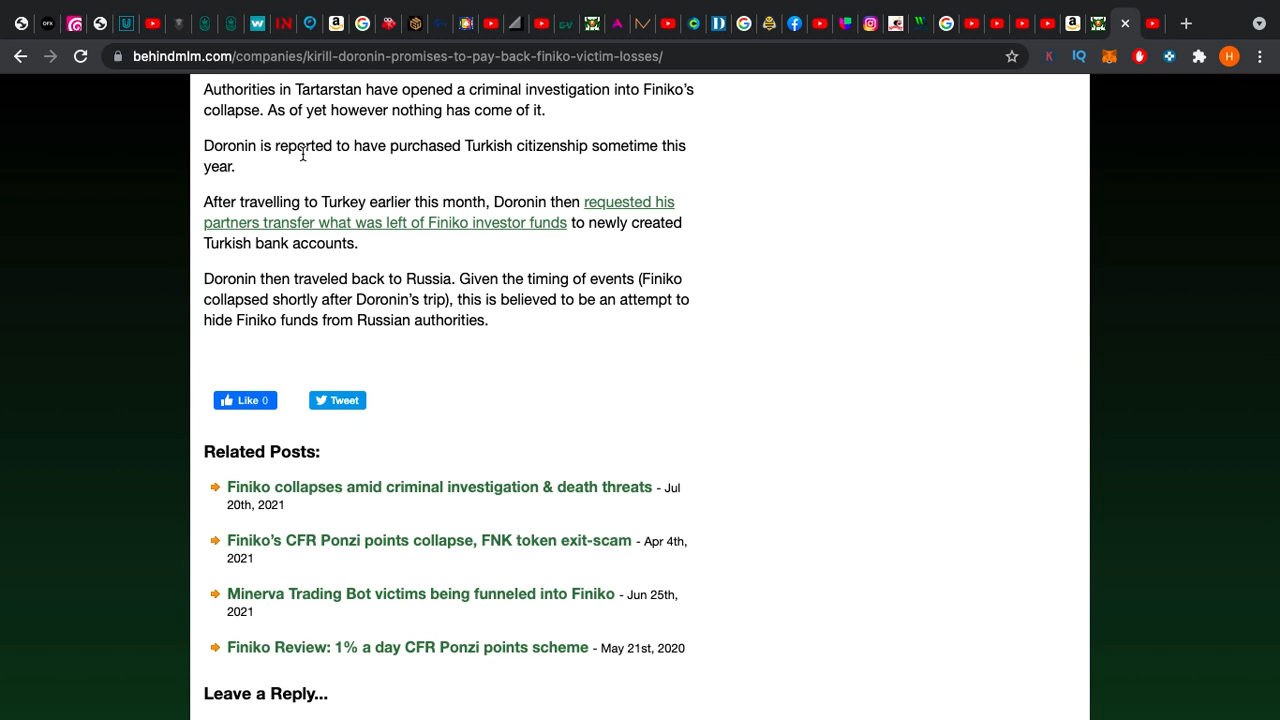 behindmlm.com/companies/kirill-doronin-promises-to-pay-back-finiko-victim-losses/
Authorities in Tartarstan have opened a criminal investigation into Finiko's
collapse. As of yet however nothing has come of it.
Doronin is reported to have purchased Turkish citizenship sometime this
year.
After travelling to Turkey earlier this month, Doronin then requested his
partners transfer what was left of Finiko investor funds to newly created
Turkish bank accounts.
Doronin then traveled back to Russia. Given the timing of events (Finiko
collapsed shortly after Doronin's trip), this is believed to be an attempt to
hide Finiko funds from Russian authorities.
Like 0 Tweet
Related Posts:
Finiko collapses amid criminal investigation & death threats - Jul
20th, 2021
Finiko's CFR Ponzi points collapse, FNK token exit-scam - Apr 4th,
2021
Minerva Trading Bot victims being funneled into Finiko - Jun 25th,
2021
Finiko Review: 1% a day CFR Ponzi points scheme - May 21st, 2020
Leave a Reply...